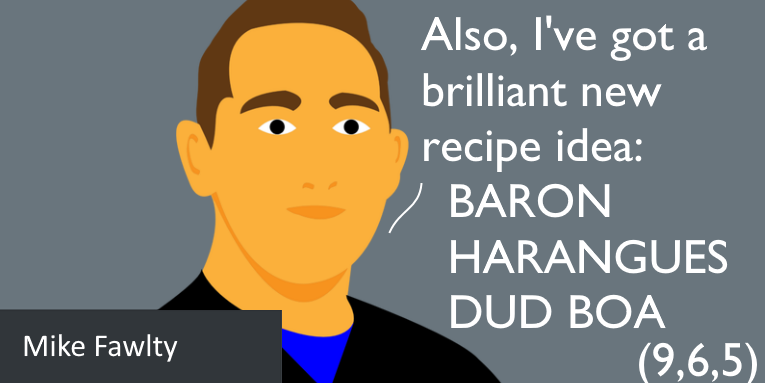 Also, I've got a
brilliant new
recipe idea:
BARON
HARANGUES
DUD BOA
(9,6,5)
Mike Fawlty